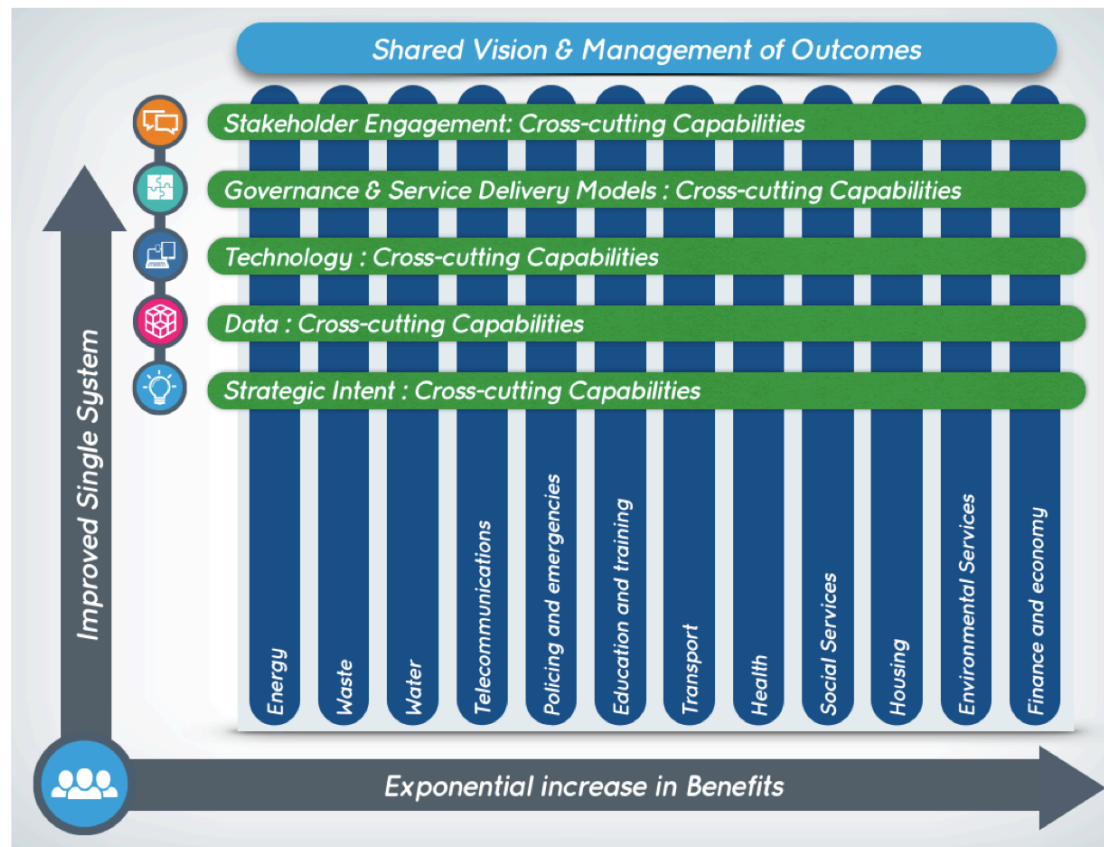 Shared Vision & Management of Outcomes
Stakeholder Engagement: Cross-cutting Capabilities
Governance & Service Delivery Models : Cross-cutting Capabilities
Technology : Cross-cutting Capabilities
Data : Cross-cutting Capabilities
Strategic Intent : Cross-cutting Capabilities
Improved Single System
Energy
Waste
Water
Telecommunications
Policing and emergencies
Education and training
Transport
Health
Social Services
Housing
Environmental Services
Finance and economy
Exponential increase in Benefits